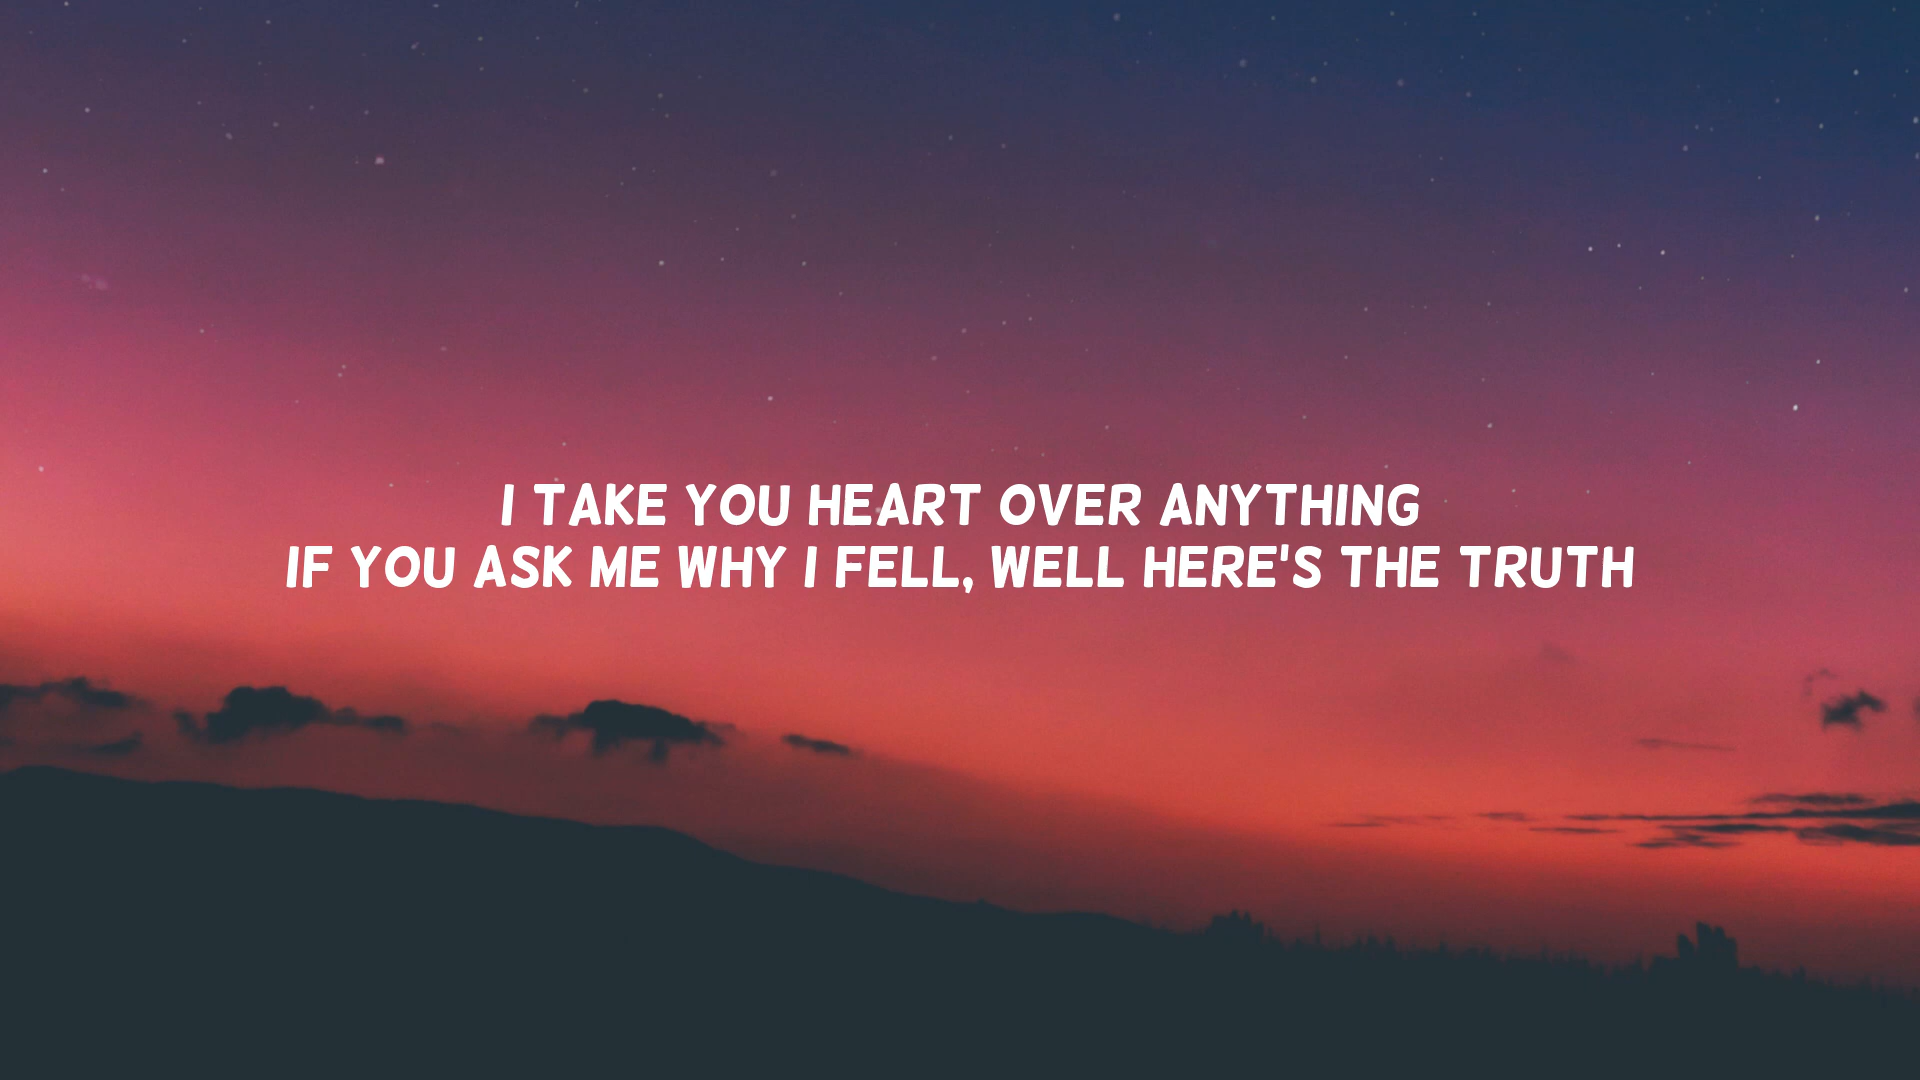 I TAKE YOU HEART OVER ANYTHING
IF YOU ASK ME WHY I FELL, WELL HERE'S THE TRUTH